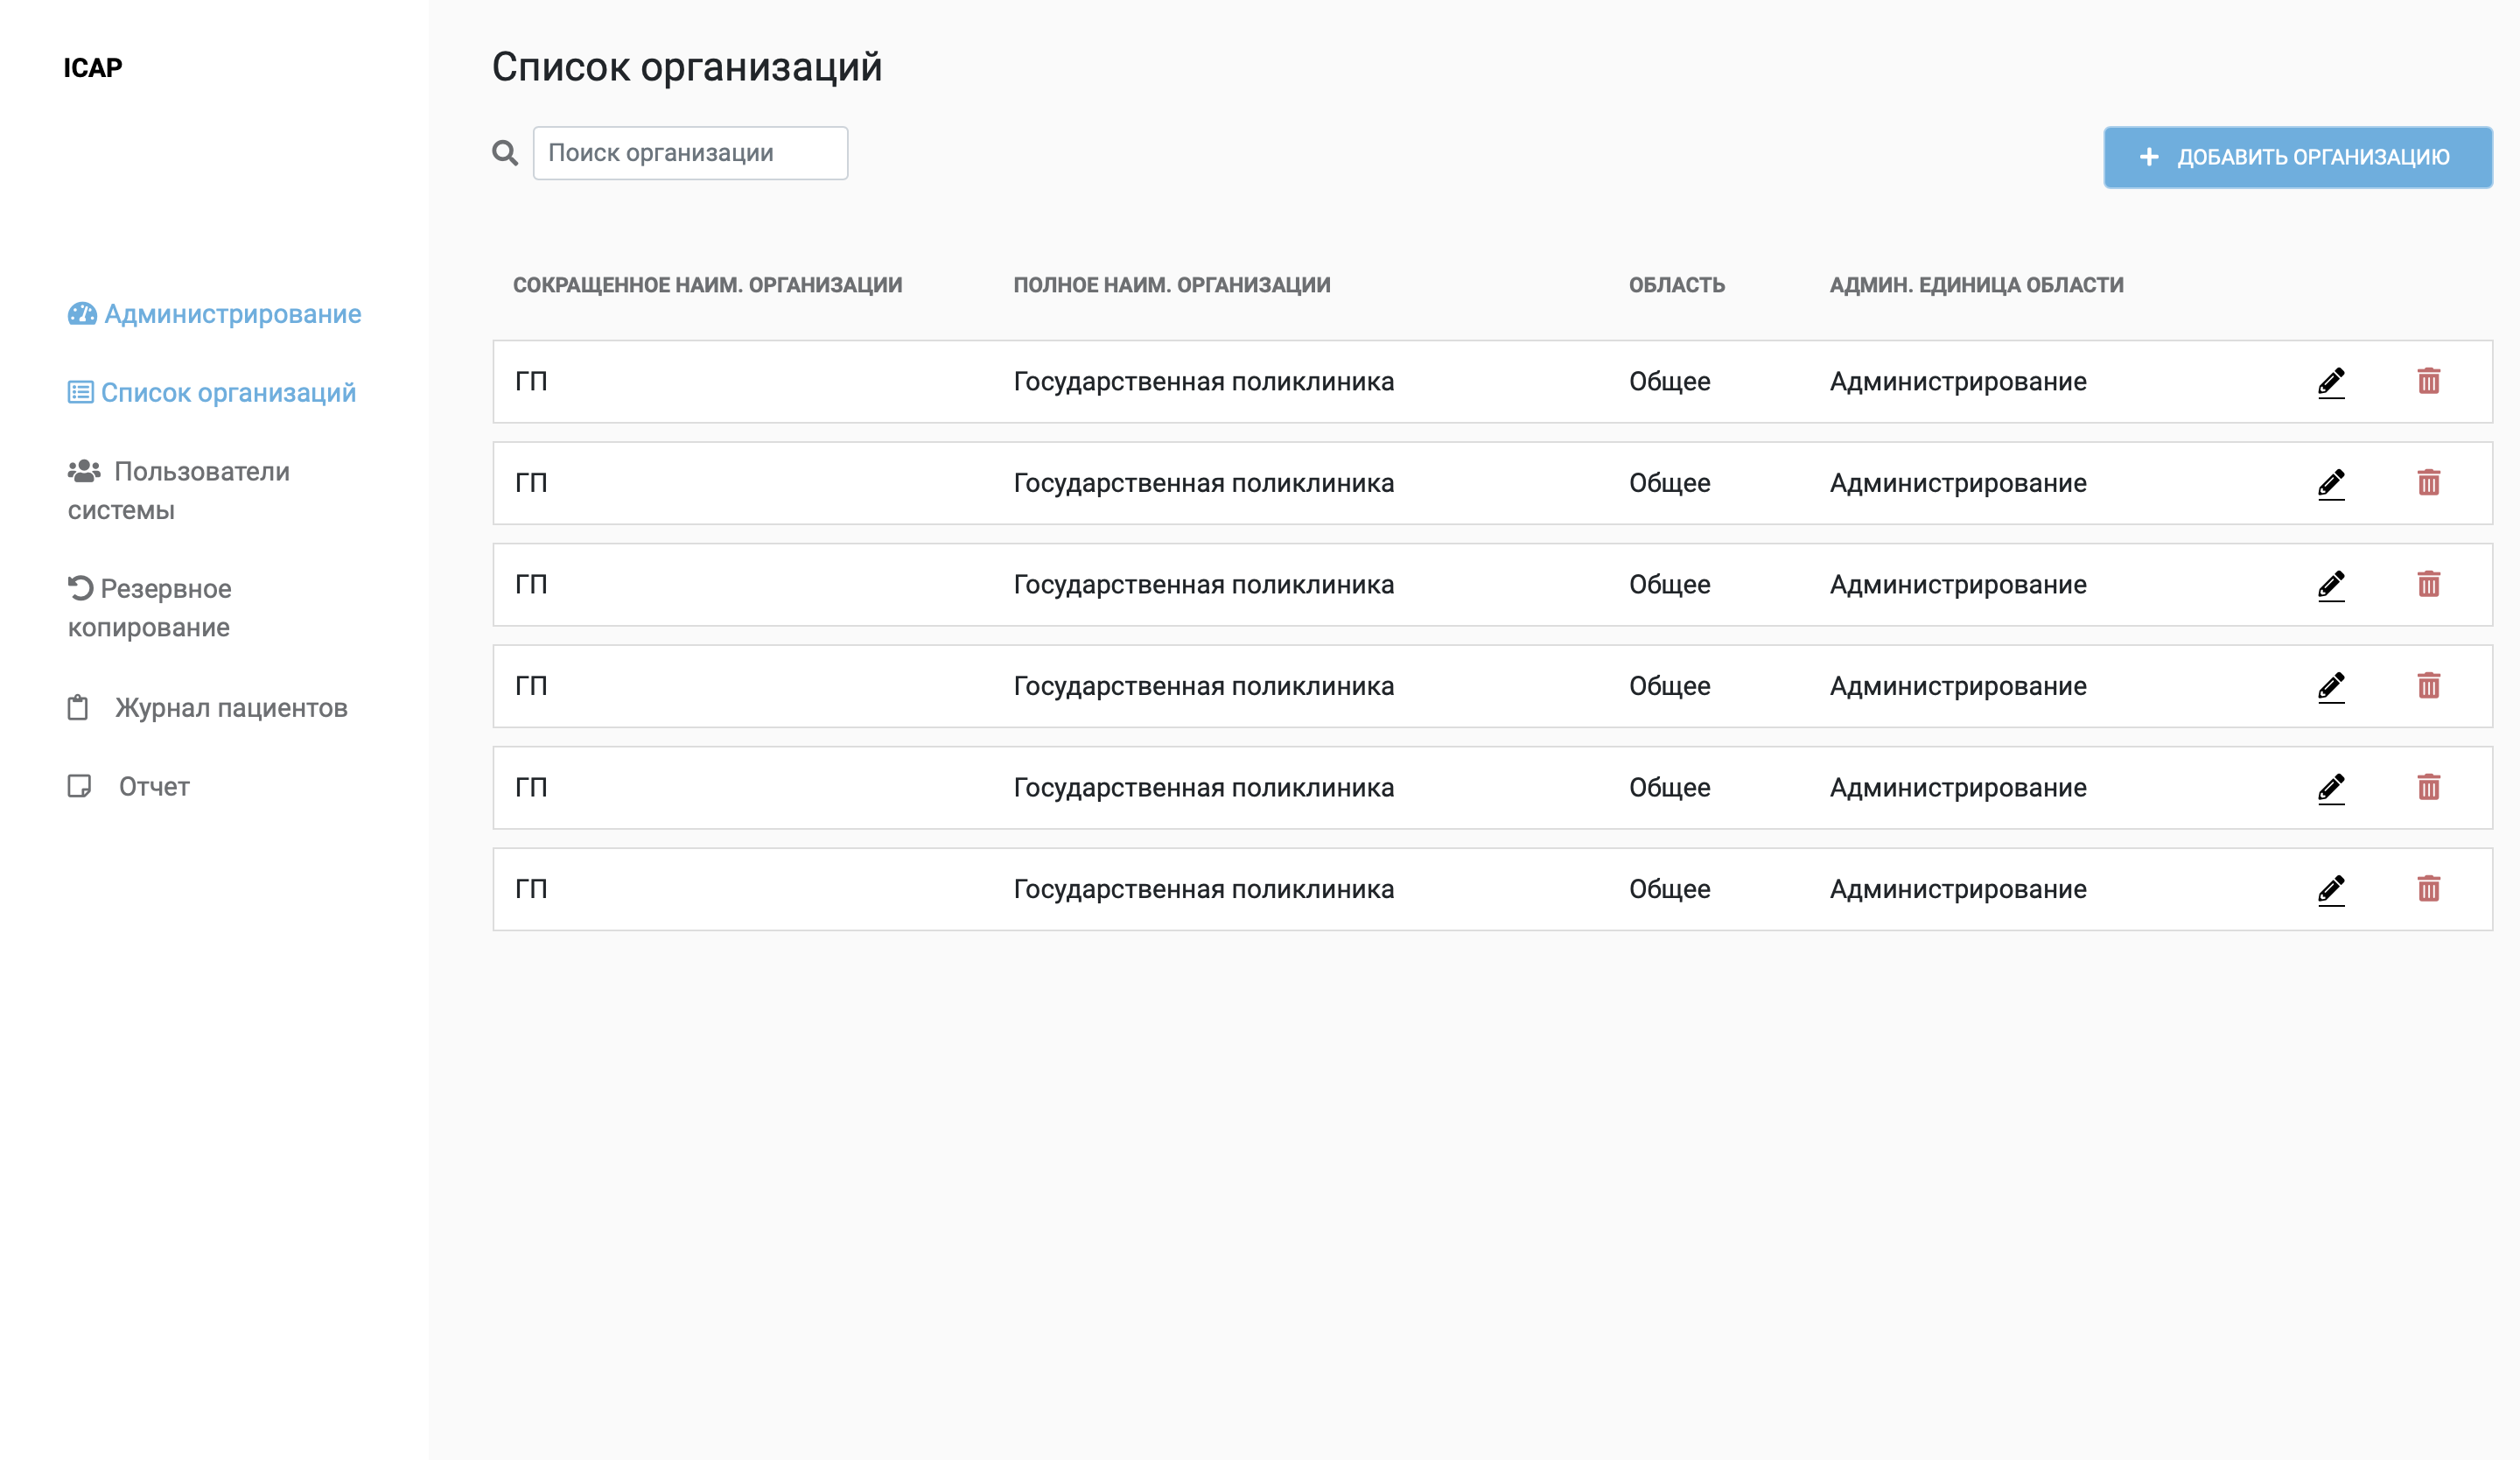 ICAP
Администрирование
Список организаций
Пользователи
системы
Резервное
копирование
Журнал пациентов
Отчет
Список организаций
Поиск организации
ДОБАВИТЬ ОРГАНИЗАЦИЮ
СОКРАЩЕННОЕ НАИМ. ОРГАНИЗАЦИИ ПОЛНОЕ НАИМ. ОРГАНИЗАЦИИ ОБЛАСТЬ АДМИН. ЕДИНИЦА ОБЛАСТИ
ГП Государственная поликлиника Общее Администрирование
ГП Государственная поликлиника Общее Администрирование
ГП Государственная поликлиника Общее Администрирование
ГП Государственная поликлиника Общее Администрирование
ГП Государственная поликлиника Общее Администрирование
ГП Государственная поликлиника Общее Администрирование